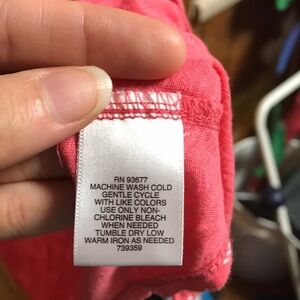 RN 93677
MACHINE WASH COLD
GENTLE CYCLE
WITH LIKE COLORS
USE ONLY NON-
CHLORINE BLEACH
WHEN NEEDED
TUMBLE DRY LOW
WARM IRON AS NEEDED
739359